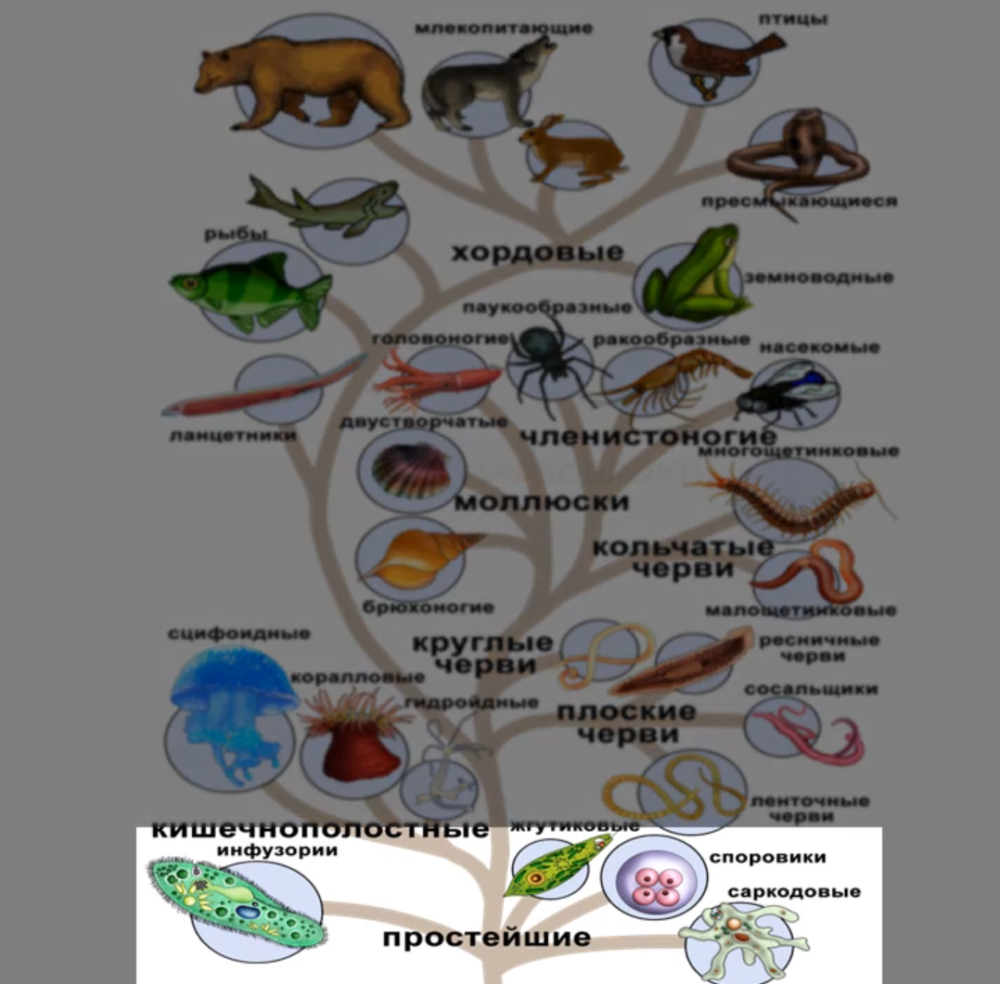 млекопитающие
птицы
пресмыкающиеся
рыбы
хордовые
земноводные
паукообразные
головоногие
ракообразные
насекомые
двустворчатые
ланцетники
членистоногие
многощетинковые
моллюски
кольчатые
черви
брюхоногие
малощетинковые
сцифоидные
круглые
черви
ресничные
черви
коралловые
гидройдные
сосальщики
плоские
черви
ленточные
черви
кишечнополостные
жгутиковые
инфузории
споровики
саркодовые
простейшие